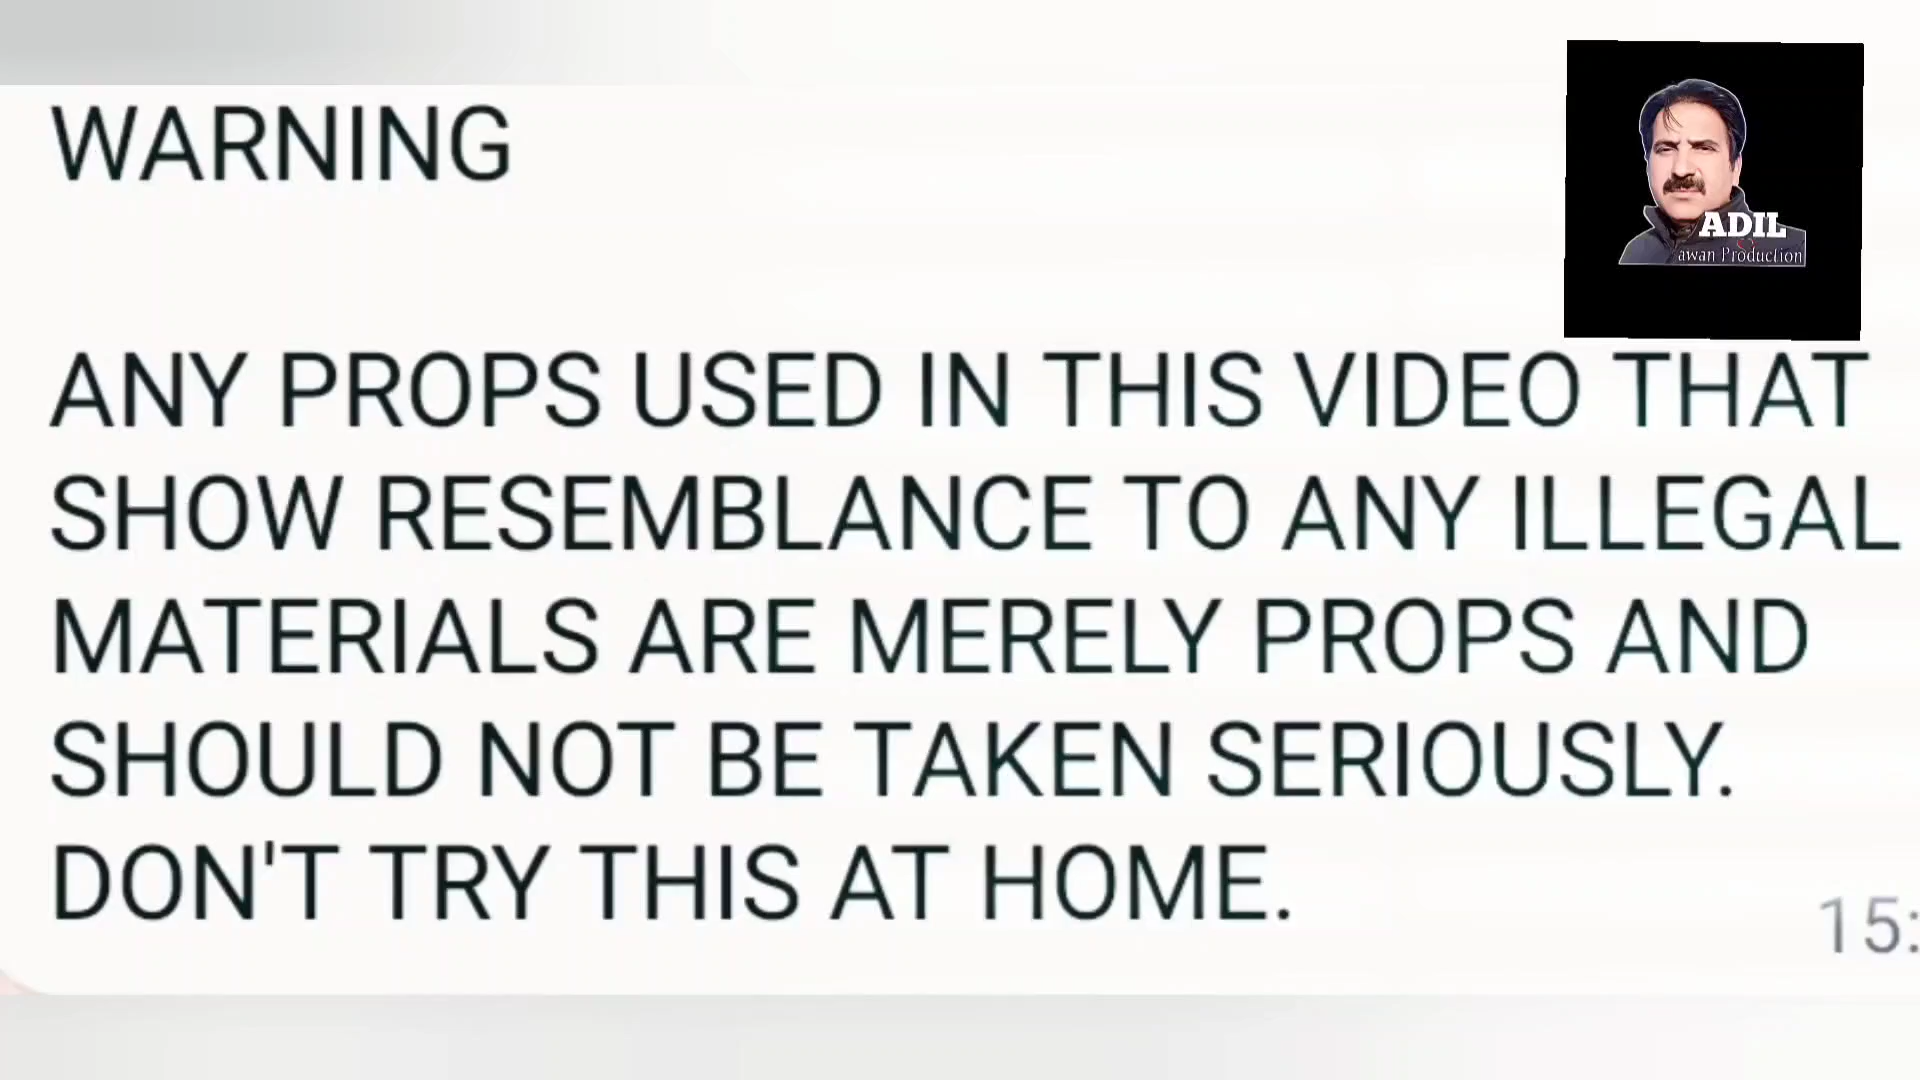 WARNING
ADIL
awan Production
ANY PROPS USED IN THIS VIDEO THAT
SHOW RESEMBLANCE TO ANY ILLEGAL
MATERIALS ARE MERELY PROPS AND
SHOULD NOT BE TAKEN SERIOUSLY.
DON'T TRY THIS AT HOME.
15: